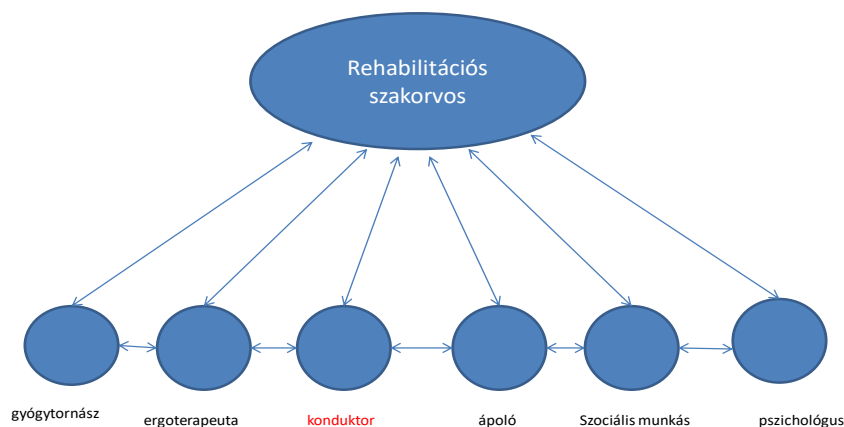 Rehabilitációs
szakorvos
gyógytornász
ergoterapeuta
konduktor
ápoló
Szociális munkás
pszichológus